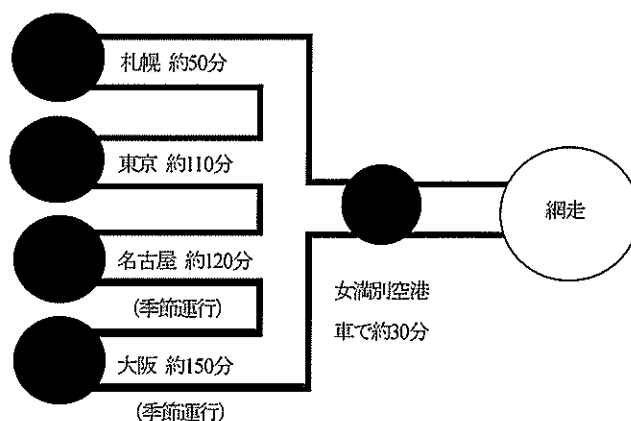 札幌 約50分
東京 約110分
名古屋 約120分
(季節運行)
大阪 約150分
(季節運行)
女満別空港
車で約30分
網走